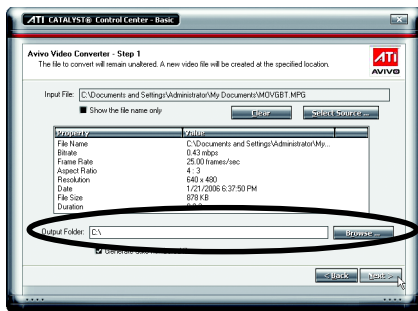 ATI CATALYST® Control Center - Basic
Avivo Video Converter - Step 1
The file to convert will remain unaltered. A new video file will be created at the specified location.
ATI
AVIVO
Input File: C:\Documents and Settings\Administrator\My Documents\MOVGBT.MPG
Show the file name only
Clear
Select Source ...
Property Value
File Name C:\Documents and Settings\Administrator\My...
Bitrate 0.43 mbps
Frame Rate 25.00 frames/sec
Aspect Ratio 4 : 3
Resolution 640 x 480
Date 1/21/2006 6:37:50 PM
File Size 878 KB
Duration
Output Folder: C:\
Browse ...
Generate
< Back
Next >